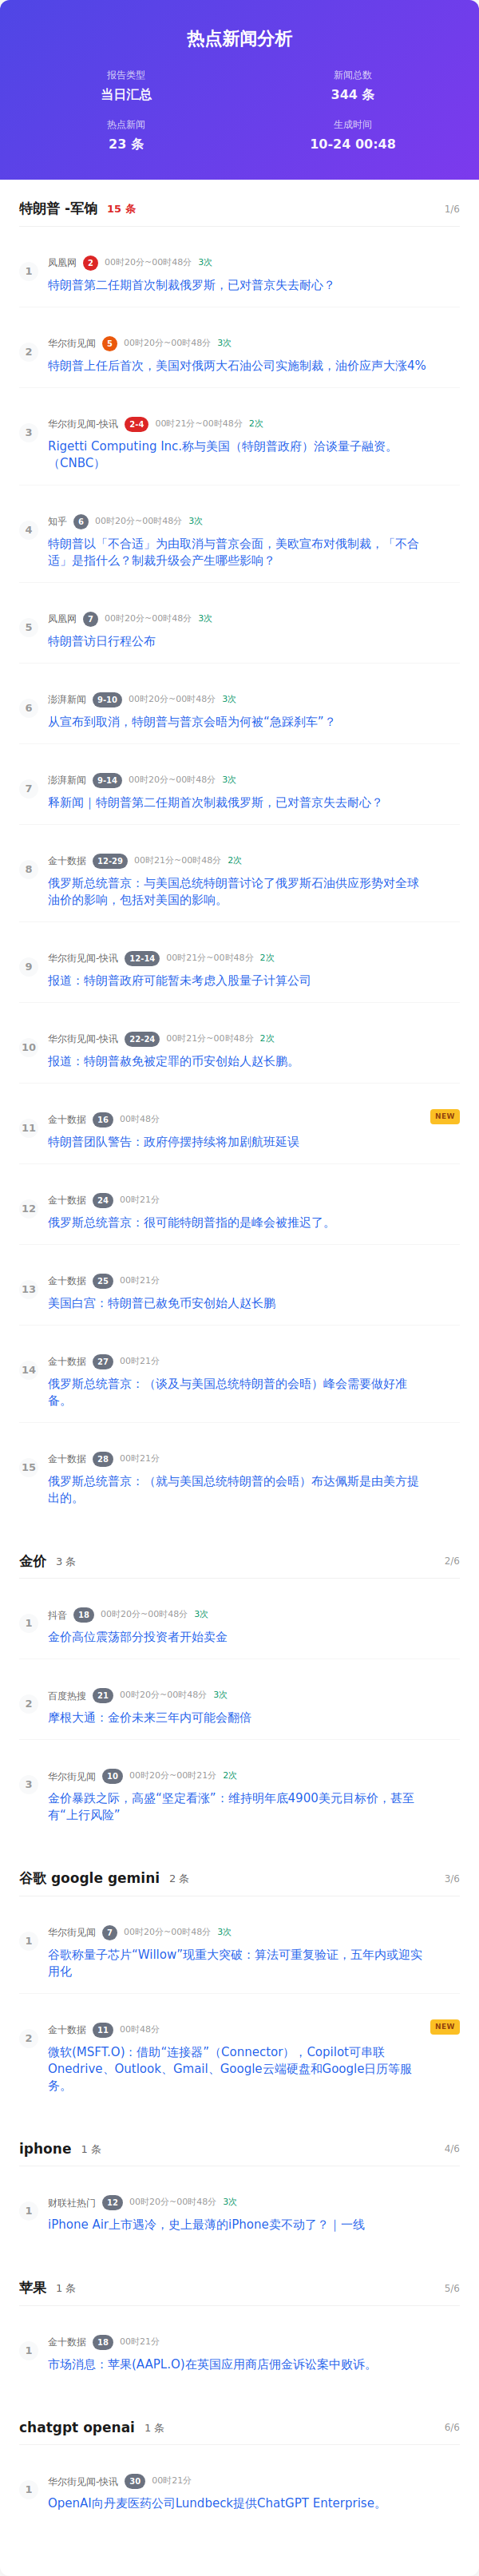 热点新闻分析
报告类型
当日汇总
新闻总数
344 条
热点新闻
23 条
生成时间
10-24 00:48
特朗普 -军饷 15 条 1/6
1
凤凰网 2 00时20分~00时48分 3次
特朗普第二任期首次制裁俄罗斯，已对普京失去耐心？
2
华尔街见闻 5 00时20分~00时48分 3次
特朗普上任后首次，美国对俄两大石油公司实施制裁，油价应声大涨4%
3
华尔街见闻-快讯 2-4 00时21分~00时48分 2次
Rigetti Computing Inc.称与美国（特朗普政府）洽谈量子融资。
（CNBC）
4
知乎 6 00时20分~00时48分 3次
特朗普以「不合适」为由取消与普京会面，美欧宣布对俄制裁，「不合
适」是指什么？制裁升级会产生哪些影响？
5
凤凰网 7 00时20分~00时48分 3次
特朗普访日行程公布
6
澎湃新闻 9-10 00时20分~00时48分 3次
从宣布到取消，特朗普与普京会晤为何被“急踩刹车”？
7
澎湃新闻 9-14 00时20分~00时48分 3次
释新闻｜特朗普第二任期首次制裁俄罗斯，已对普京失去耐心？
8
金十数据 12-29 00时21分~00时48分 2次
俄罗斯总统普京：与美国总统特朗普讨论了俄罗斯石油供应形势对全球
油价的影响，包括对美国的影响。
9
华尔街见闻-快讯 12-14 00时21分~00时48分 2次
报道：特朗普政府可能暂未考虑入股量子计算公司
10
华尔街见闻-快讯 22-24 00时21分~00时48分 2次
报道：特朗普赦免被定罪的币安创始人赵长鹏。
11
金十数据 16 00时48分 NEW
特朗普团队警告：政府停摆持续将加剧航班延误
12
金十数据 24 00时21分
俄罗斯总统普京：很可能特朗普指的是峰会被推迟了。
13
金十数据 25 00时21分
美国白宫：特朗普已赦免币安创始人赵长鹏
14
金十数据 27 00时21分
俄罗斯总统普京：（谈及与美国总统特朗普的会晤）峰会需要做好准
备。
15
金十数据 28 00时21分
俄罗斯总统普京：（就与美国总统特朗普的会晤）布达佩斯是由美方提
出的。
金价 3 条 2/6
1
抖音 18 00时20分~00时48分 3次
金价高位震荡部分投资者开始卖金
2
百度热搜 21 00时20分~00时48分 3次
摩根大通：金价未来三年内可能会翻倍
3
华尔街见闻 10 00时20分~00时21分 2次
金价暴跌之际，高盛“坚定看涨”：维持明年底4900美元目标价，甚至
有“上行风险”
谷歌 google gemini 2 条 3/6
1
华尔街见闻 7 00时20分~00时48分 3次
谷歌称量子芯片“Willow”现重大突破：算法可重复验证，五年内或迎实
用化
2
金十数据 11 00时48分 NEW
微软(MSFT.O)：借助“连接器”（Connector），Copilot可串联
Onedrive、Outlook、Gmail、Google云端硬盘和Google日历等服
务。
iphone 1 条 4/6
1
财联社热门 12 00时20分~00时48分 3次
iPhone Air上市遇冷，史上最薄的iPhone卖不动了？｜一线
苹果 1 条 5/6
1
金十数据 18 00时21分
市场消息：苹果(AAPL.O)在英国应用商店佣金诉讼案中败诉。
chatgpt openai 1 条 6/6
1
华尔街见闻-快讯 30 00时21分
OpenAI向丹麦医药公司Lundbeck提供ChatGPT Enterprise。